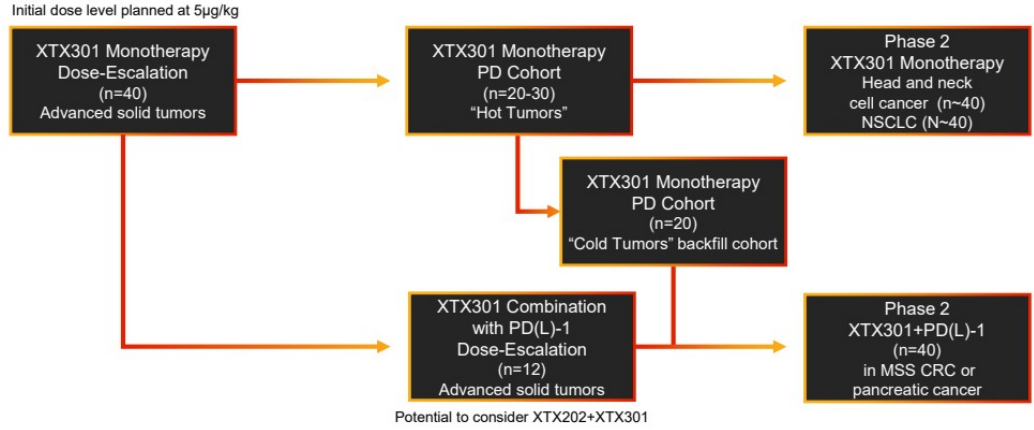 Initial dose level planned at 5µg/kg
XTX301 Monotherapy
Dose-Escalation
(n=40)
Advanced solid tumors
XTX301 Monotherapy
PD Cohort
(n=20-30)
“Hot Tumors”
Phase 2
XTX301 Monotherapy
Head and neck
cell cancer (n~40)
NSCLC (N~40)
XTX301 Monotherapy
PD Cohort
(n=20)
“Cold Tumors” backfill cohort
XTX301 Combination
with PD(L)-1
Dose-Escalation
(n=12)
Advanced solid tumors
Phase 2
XTX301+PD(L)-1
(n=40)
in MSS CRC or
pancreatic cancer
Potential to consider XTX202+XTX301